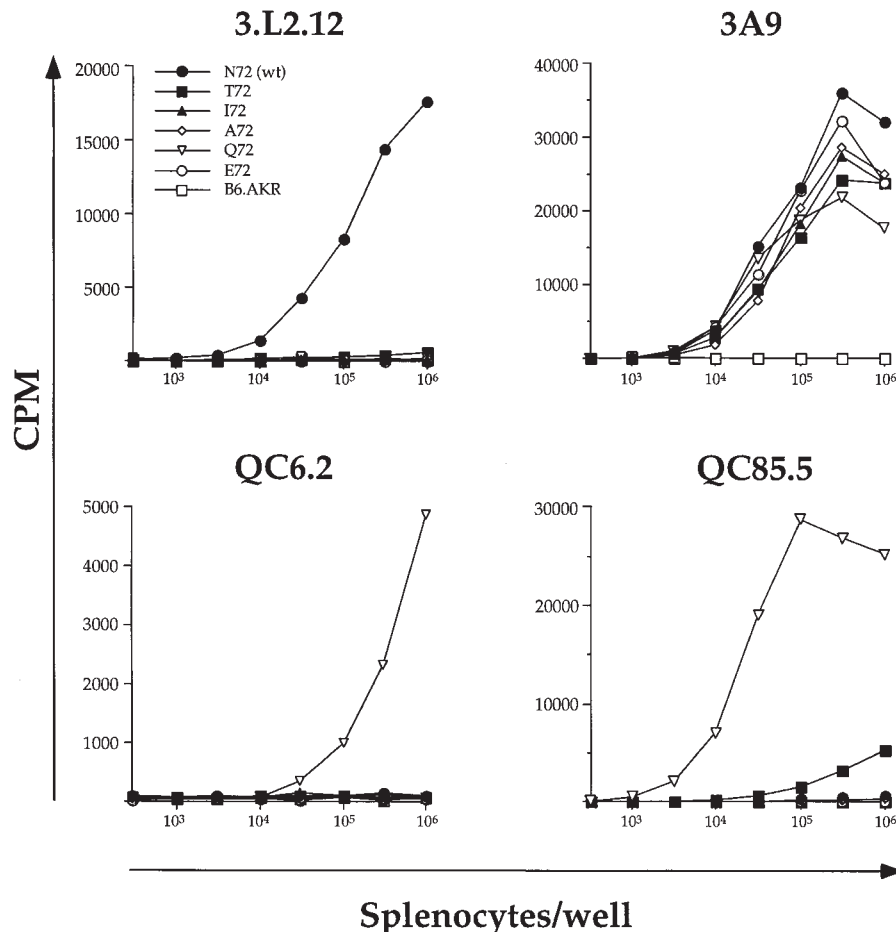 3.L2.12
20000
15000
10000
5000
10³ 10⁴ 10⁵ 10⁶
N72 (wt)
T72
I72
A72
Q72
E72
B6.AKR
3A9
40000
30000
20000
10000
10³ 10⁴ 10⁵ 10⁶
CPM
QC6.2
5000
4000
3000
2000
1000
10³ 10⁴ 10⁵ 10⁶
QC85.5
30000
20000
10000
10³ 10⁴ 10⁵ 10⁶
Splenocytes/well